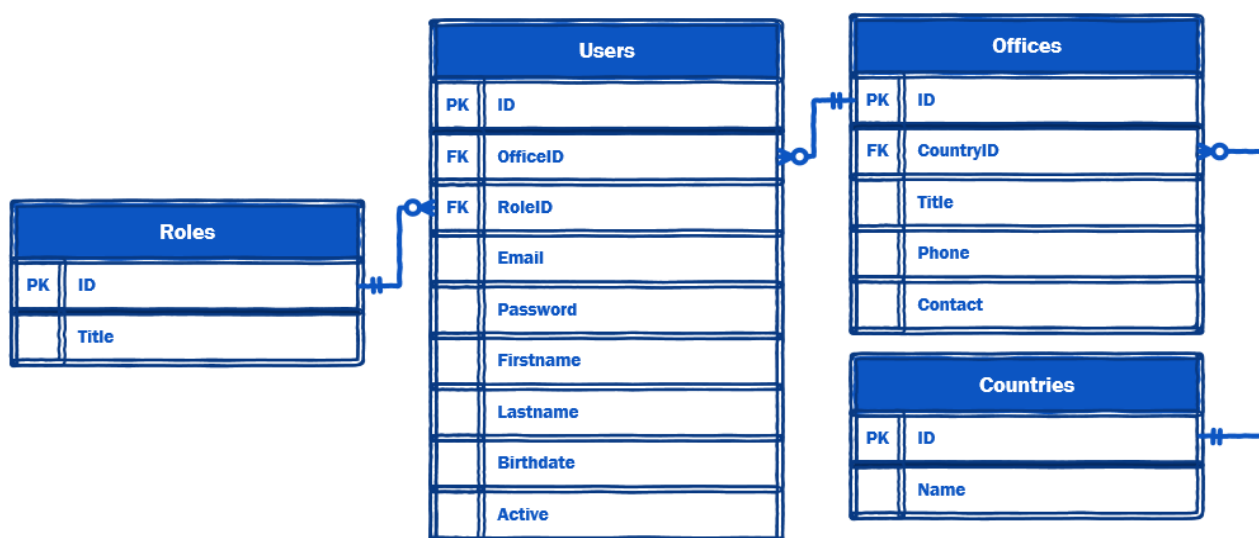 Roles
PK ID
Title
Users
PK ID
FK OfficeID
FK RoleID
Email
Password
Firstname
Lastname
Birthdate
Active
Offices
PK ID
FK CountryID
Title
Phone
Contact
Countries
PK ID
Name